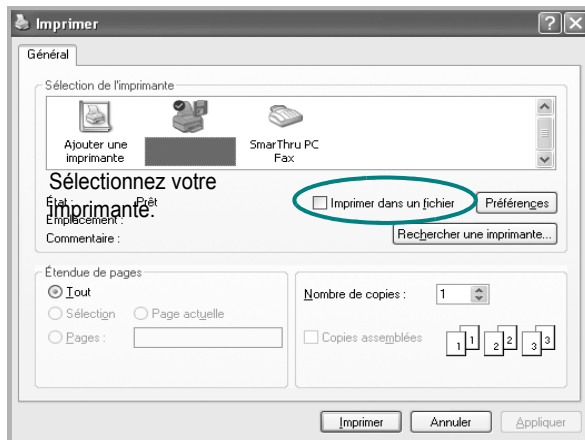 Imprimer
Général
Sélection de l'imprimante
Ajouter une imprimante
SmarThru PC Fax
Sélectionnez votre imprimante.
État : Prêt
Emplacement :
Commentaire :
Imprimer dans un fichier
Préférences
Rechercher une imprimante...
Étendue de pages
Tout
Sélection
Page actuelle
Pages :
Nombre de copies : 1
Copies assemblées
1 1 2 2 3 3
Imprimer
Annuler
Appliquer